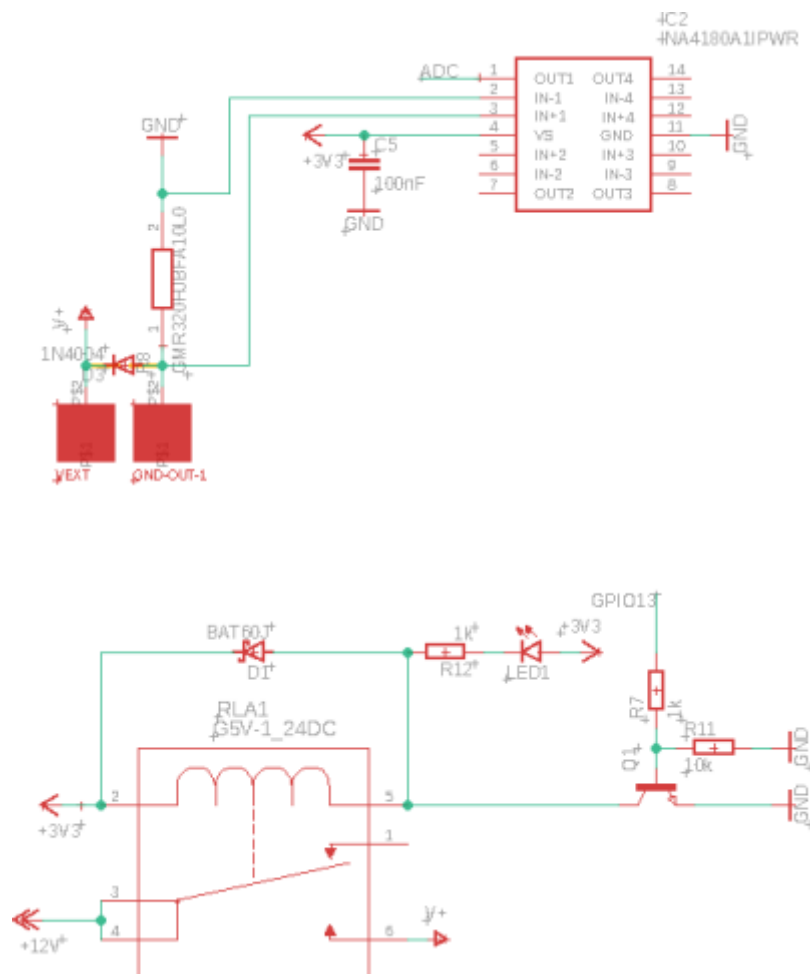 IC2
INA4180A1IPWR
ADC
1 OUT1 OUT4 14
2 IN-1 IN-4 13
3 IN+1 IN+4 12
4 VS GND 11
5 IN+2 IN+3 10
6 IN-2 IN-3 9
7 OUT2 OUT3 8
GND
+3V3
C5
100nF
GND
GND
2
GMR320HJBFA10L0
1
V+
1N4004
D3
R8
VEXT
GND-OUT-1
GPIO13
BAT60J
D1
1k
R12
LED1
+3V3
R7
1k
R11
10k
GND
Q1
GND
RLA1
G5V-1_24DC
2
5
+3V3
1
3
4
+12V
6
V+